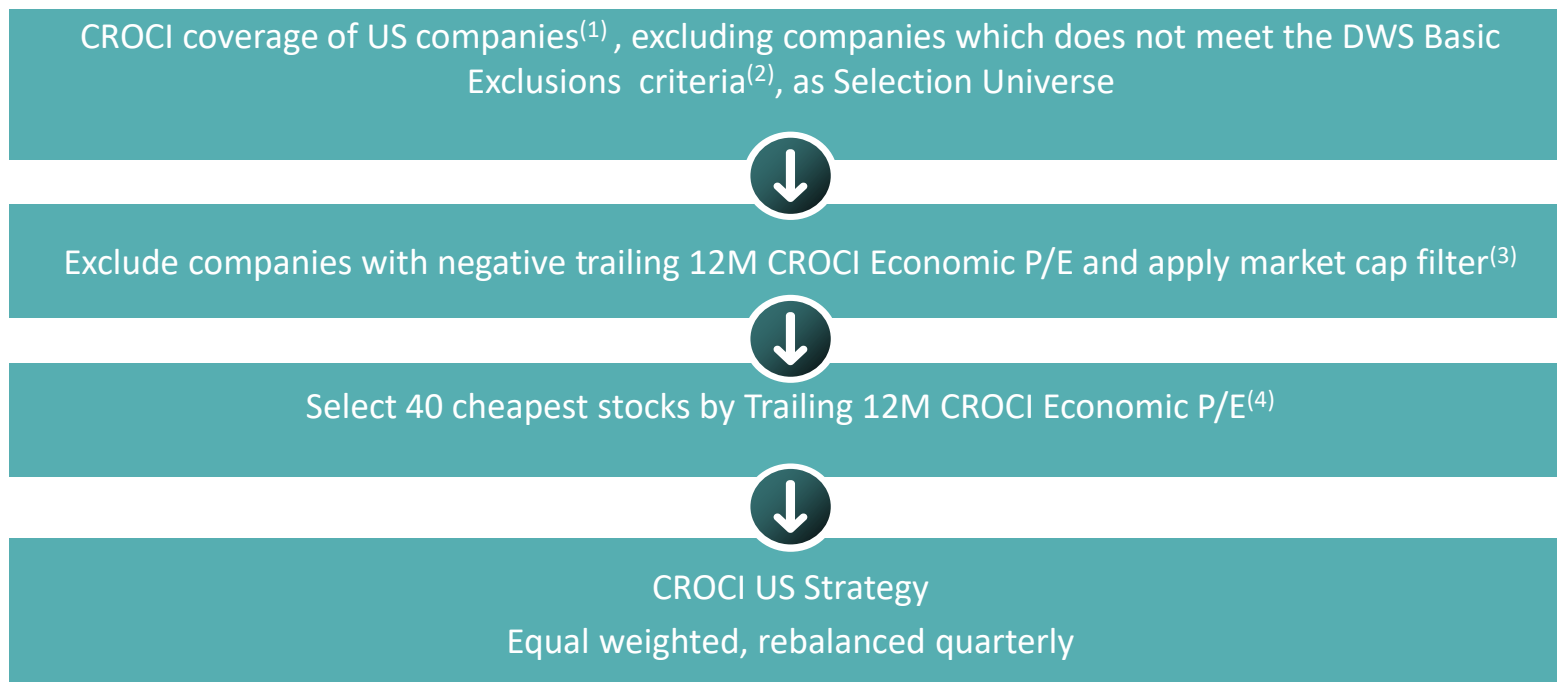 CROCI coverage of US companies(1) , excluding companies which does not meet the DWS Basic
Exclusions criteria(2), as Selection Universe
Exclude companies with negative trailing 12M CROCI Economic P/E and apply market cap filter(3)
Select 40 cheapest stocks by Trailing 12M CROCI Economic P/E(4)
CROCI US Strategy
Equal weighted, rebalanced quarterly